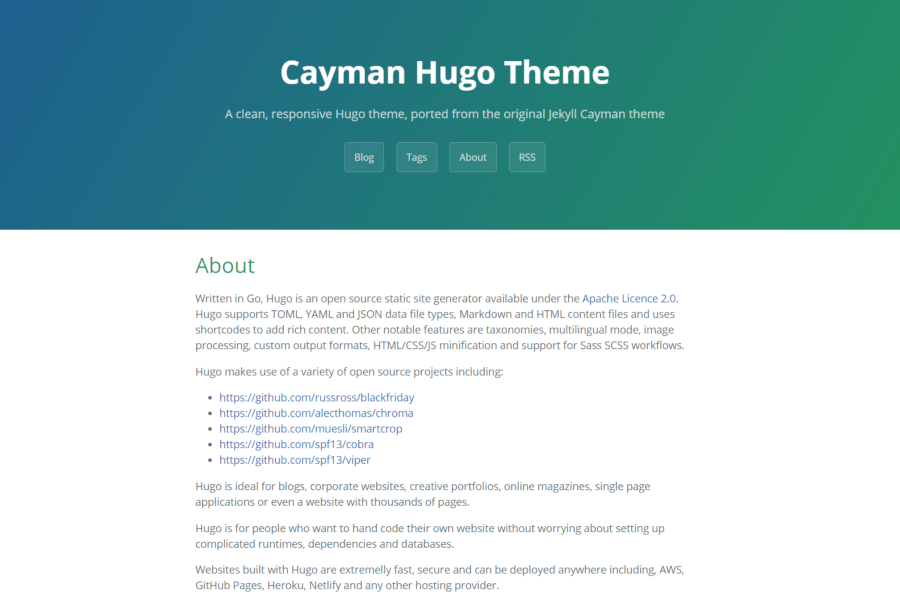 Cayman Hugo Theme
A clean, responsive Hugo theme, ported from the original Jekyll Cayman theme
Blog Tags About RSS
About
Written in Go, Hugo is an open source static site generator available under the Apache Licence 2.0.
Hugo supports TOML, YAML and JSON data file types, Markdown and HTML content files and uses
shortcodes to add rich content. Other notable features are taxonomies, multilingual mode, image
processing, custom output formats, HTML/CSS/JS minification and support for Sass SCSS workflows.
Hugo makes use of a variety of open source projects including:
• https://github.com/russross/blackfriday
• https://github.com/alecthomas/chroma
• https://github.com/muesli/smartcrop
• https://github.com/spf13/cobra
• https://github.com/spf13/viper
Hugo is ideal for blogs, corporate websites, creative portfolios, online magazines, single page
applications or even a website with thousands of pages.
Hugo is for people who want to hand code their own website without worrying about setting up
complicated runtimes, dependencies and databases.
Websites built with Hugo are extremelly fast, secure and can be deployed anywhere including, AWS,
GitHub Pages, Heroku, Netlify and any other hosting provider.